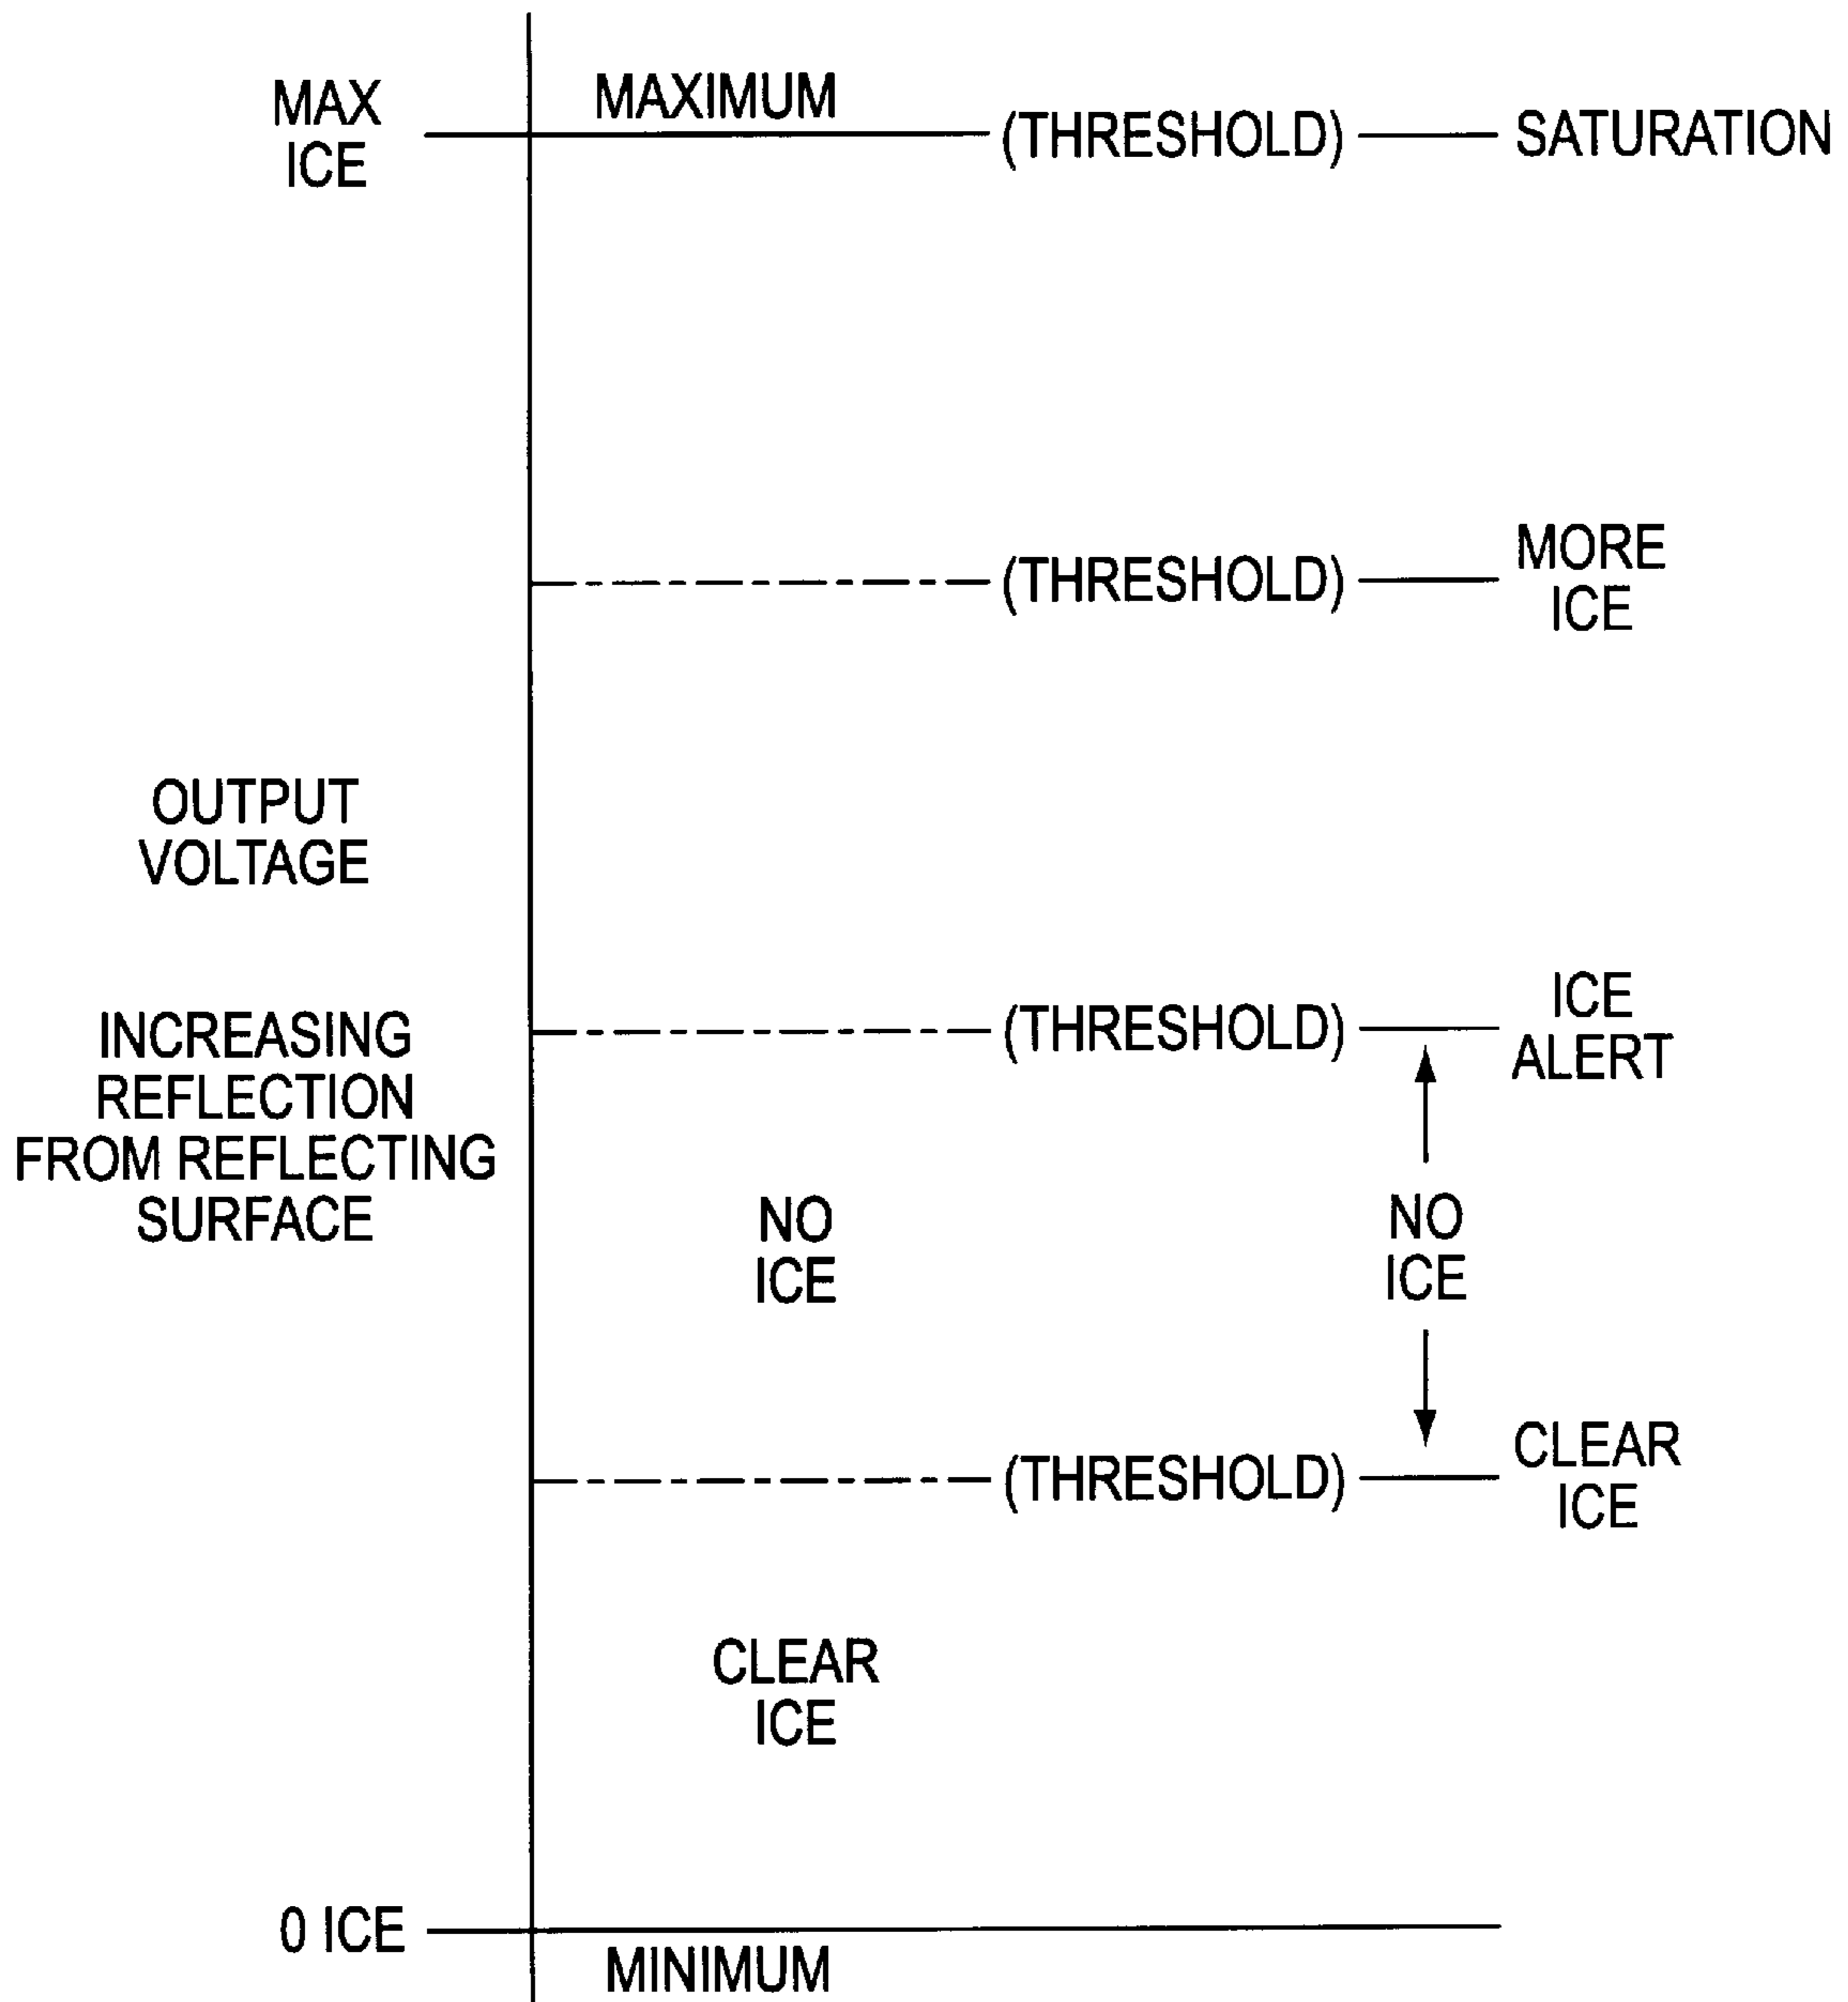 MAX
ICE
MAXIMUM
(THRESHOLD)
SATURATION
(THRESHOLD)
MORE
ICE
OUTPUT
VOLTAGE
INCREASING
REFLECTION
FROM REFLECTING
SURFACE
(THRESHOLD)
ICE
ALERT
NO
ICE
NO
ICE
(THRESHOLD)
CLEAR
ICE
CLEAR
ICE
0 ICE
MINIMUM